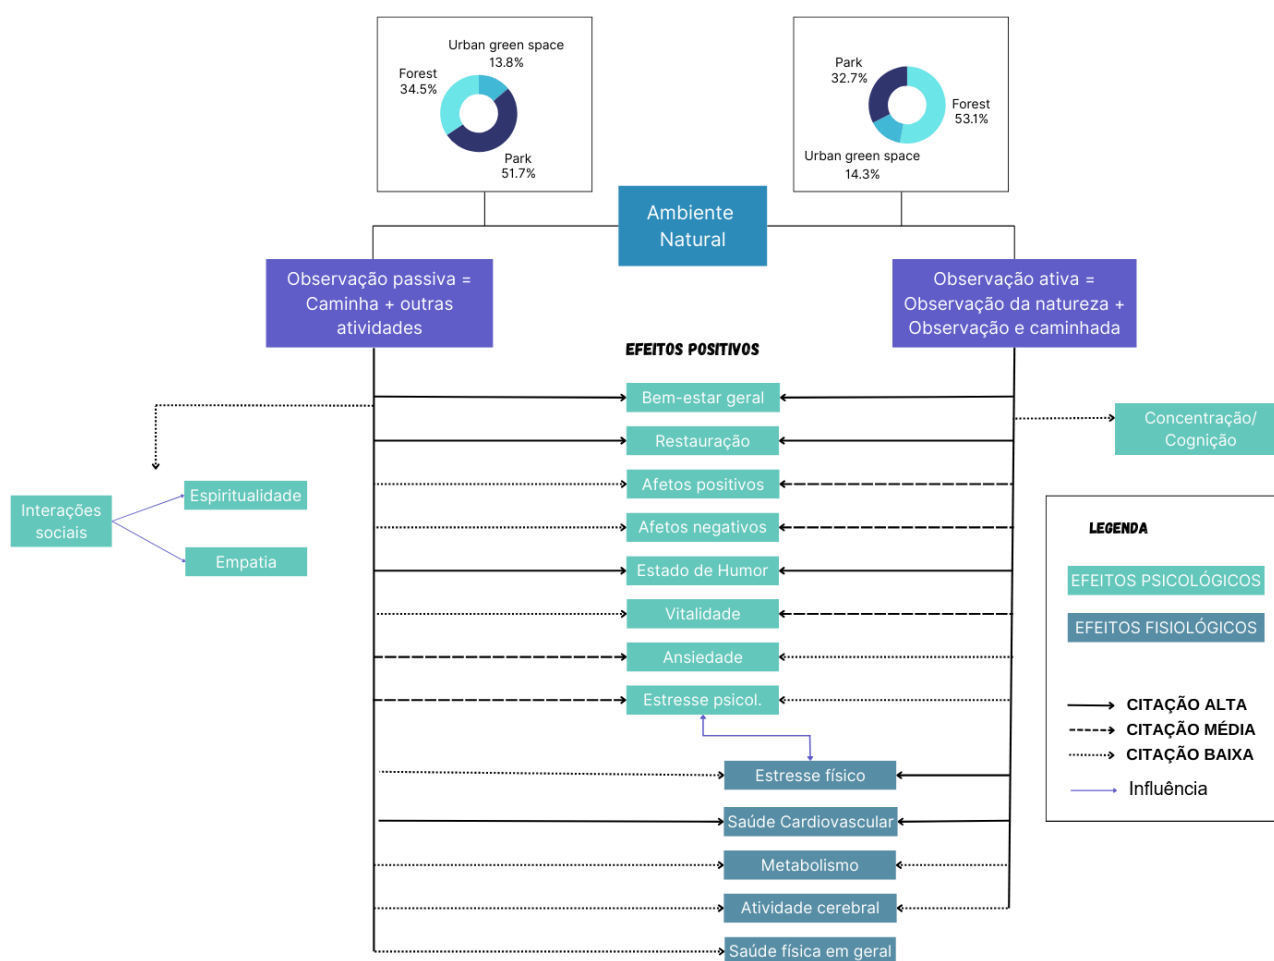 Urban green space
13.8%
Forest
34.5%
Park
51.7%
Park
32.7%
Forest
53.1%
Urban green space
14.3%
Ambiente
Natural
Observação passiva =
Caminha + outras
atividades
Observação ativa =
Observação da natureza +
Observação e caminhada
EFEITOS POSITIVOS
Bem-estar geral
Restauração
Afetos positivos
Afetos negativos
Estado de Humor
Vitalidade
Ansiedade
Estresse psicol.
Estresse físico
Saúde Cardiovascular
Metabolismo
Atividade cerebral
Saúde física em geral
Interações
sociais
Espiritualidade
Empatia
Concentração/
Cognição
LEGENDA
EFEITOS PSICOLÓGICOS
EFEITOS FISIOLÓGICOS
CITAÇÃO ALTA
CITAÇÃO MÉDIA
CITAÇÃO BAIXA
Influência